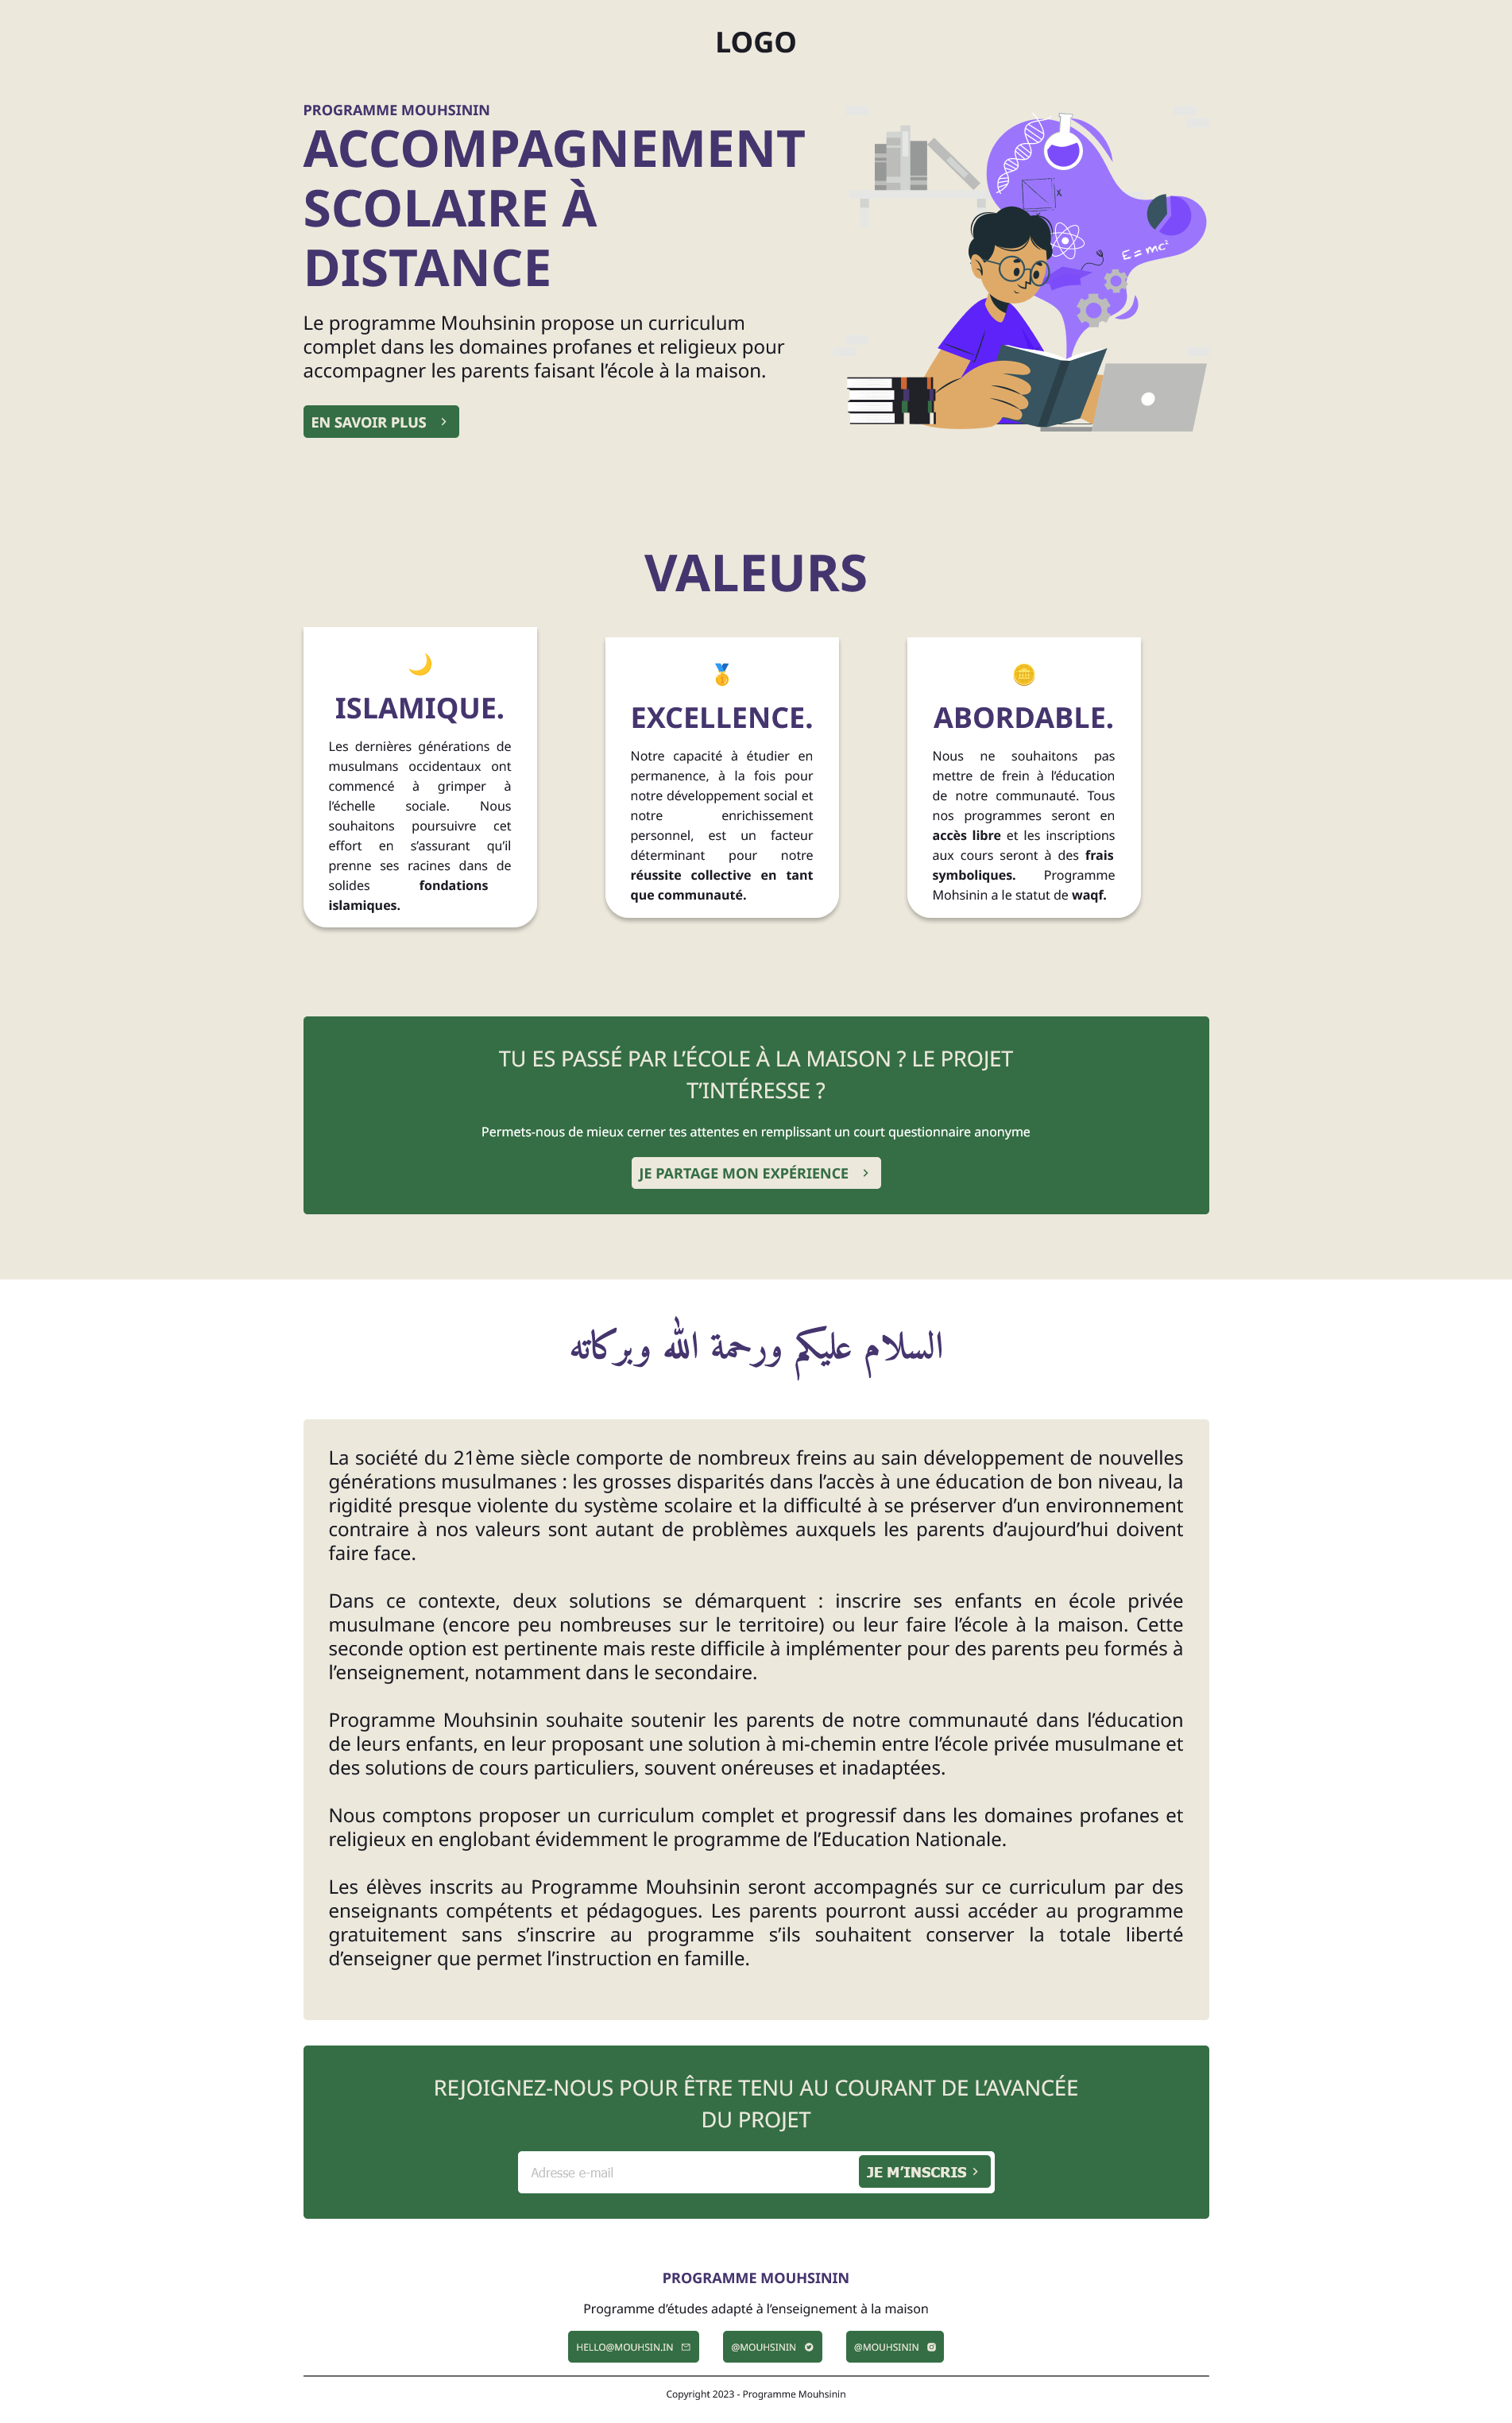 LOGO
PROGRAMME MOUHSININ
ACCOMPAGNEMENT
SCOLAIRE À
DISTANCE
Le programme Mouhsinin propose un curriculum
complet dans les domaines profanes et religieux pour
accompagner les parents faisant l’école à la maison.
EN SAVOIR PLUS
x
E = mc²
VALEURS
ISLAMIQUE.
Les dernières générations de
musulmans occidentaux ont
commencé à grimper à
l’échelle sociale. Nous
souhaitons poursuivre cet
effort en s’assurant qu’il
prenne ses racines dans de
solides fondations
islamiques.
EXCELLENCE.
Notre capacité à étudier en
permanence, à la fois pour
notre développement social et
notre enrichissement
personnel, est un facteur
déterminant pour notre
réussite collective en tant
que communauté.
ABORDABLE.
Nous ne souhaitons pas
mettre de frein à l’éducation
de notre communauté. Tous
nos programmes seront en
accès libre et les inscriptions
aux cours seront à des frais
symboliques. Programme
Mohsinin a le statut de waqf.
TU ES PASSÉ PAR L’ÉCOLE À LA MAISON ? LE PROJET
T’INTÉRESSE ?
Permets-nous de mieux cerner tes attentes en remplissant un court questionnaire anonyme
JE PARTAGE MON EXPÉRIENCE
السلام عليكم ورحمة الله وبركاته
La société du 21ème siècle comporte de nombreux freins au sain développement de nouvelles
générations musulmanes : les grosses disparités dans l’accès à une éducation de bon niveau, la
rigidité presque violente du système scolaire et la difficulté à se préserver d’un environnement
contraire à nos valeurs sont autant de problèmes auxquels les parents d’aujourd’hui doivent
faire face.
Dans ce contexte, deux solutions se démarquent : inscrire ses enfants en école privée
musulmane (encore peu nombreuses sur le territoire) ou leur faire l’école à la maison. Cette
seconde option est pertinente mais reste difficile à implémenter pour des parents peu formés à
l’enseignement, notamment dans le secondaire.
Programme Mouhsinin souhaite soutenir les parents de notre communauté dans l’éducation
de leurs enfants, en leur proposant une solution à mi-chemin entre l’école privée musulmane et
des solutions de cours particuliers, souvent onéreuses et inadaptées.
Nous comptons proposer un curriculum complet et progressif dans les domaines profanes et
religieux en englobant évidemment le programme de l’Education Nationale.
Les élèves inscrits au Programme Mouhsinin seront accompagnés sur ce curriculum par des
enseignants compétents et pédagogues. Les parents pourront aussi accéder au programme
gratuitement sans s’inscrire au programme s’ils souhaitent conserver la totale liberté
d’enseigner que permet l’instruction en famille.
REJOIGNEZ-NOUS POUR ÊTRE TENU AU COURANT DE L’AVANCÉE
DU PROJET
Adresse e-mail
JE M’INSCRIS
PROGRAMME MOUHSININ
Programme d’études adapté à l’enseignement à la maison
HELLO@MOUHSIN.IN
@MOUHSININ
@MOUHSININ
Copyright 2023 - Programme Mouhsinin